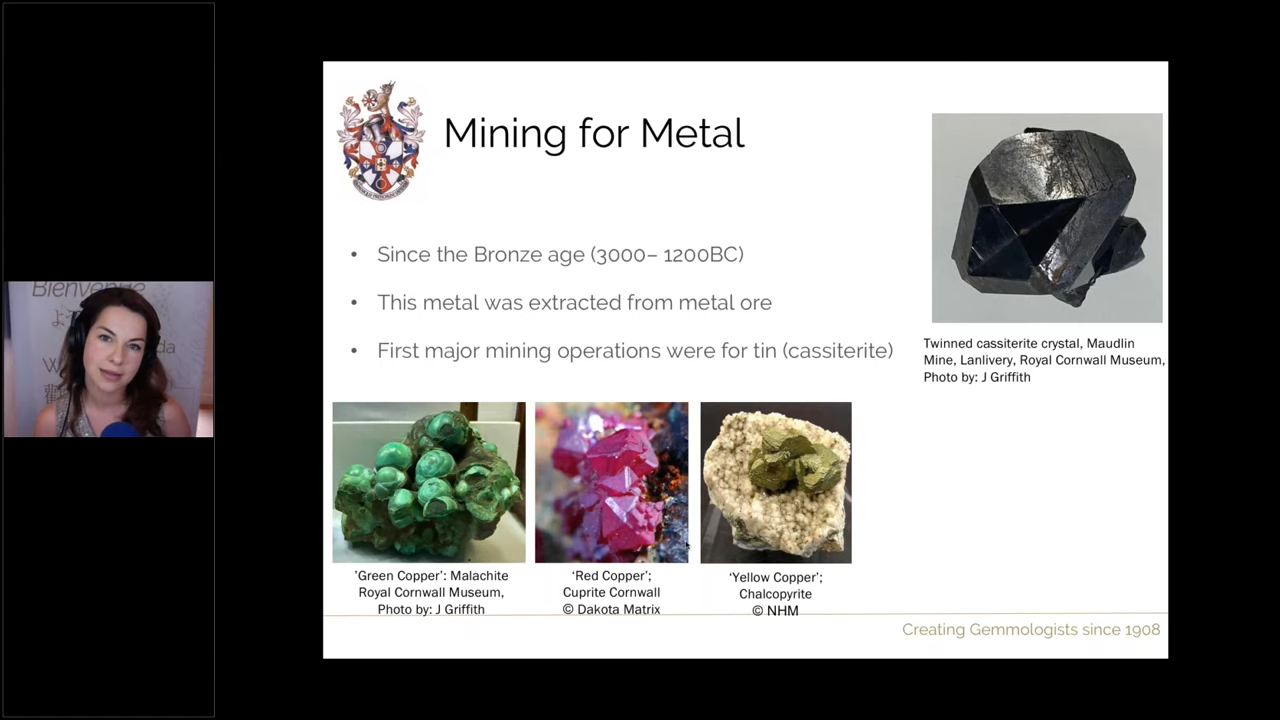 Mining for Metal
• Since the Bronze age (3000– 1200BC)
• This metal was extracted from metal ore
• First major mining operations were for tin (cassiterite)
Twinned cassiterite crystal, Maudlin
Mine, Lanlivery, Royal Cornwall Museum,
Photo by: J Griffith
'Green Copper': Malachite
Royal Cornwall Museum,
Photo by: J Griffith
‘Red Copper’;
Cuprite Cornwall
© Dakota Matrix
‘Yellow Copper’;
Chalcopyrite
© NHM
Creating Gemmologists since 1908
Bienvenue